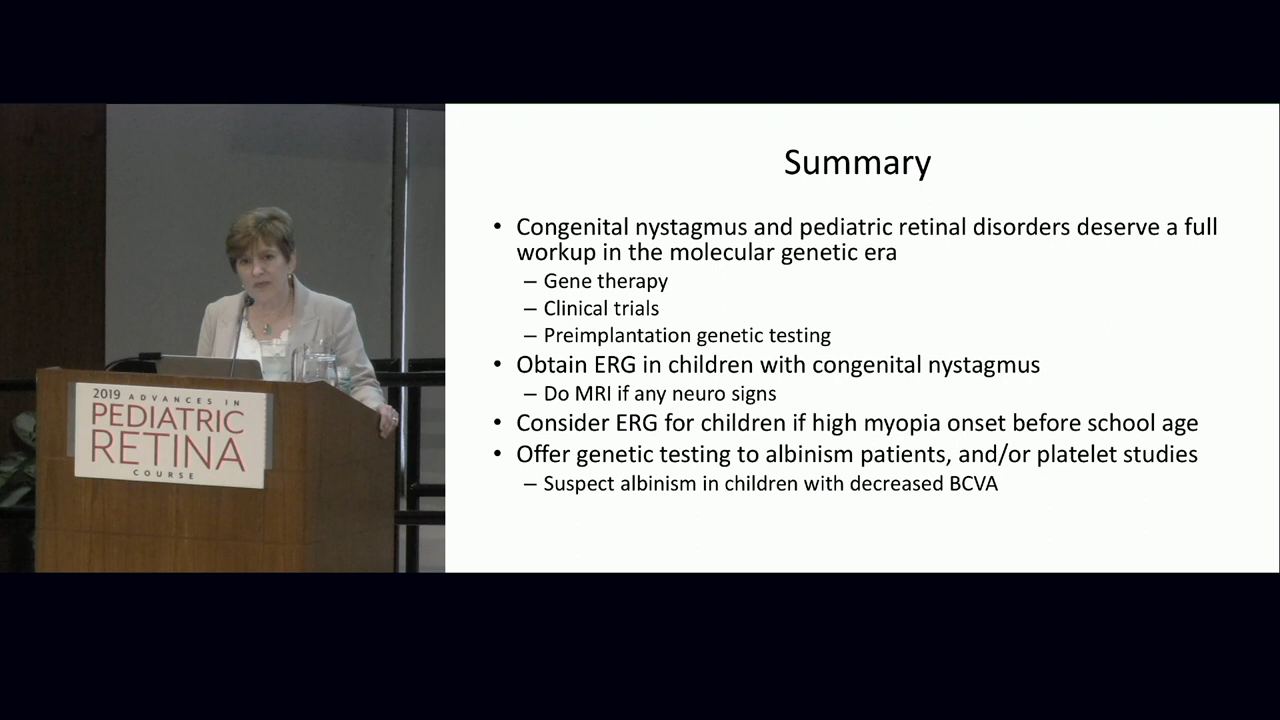 2019 ADVANCES IN
PEDIATRIC
RETINA
COURSE
Summary
• Congenital nystagmus and pediatric retinal disorders deserve a full
workup in the molecular genetic era
– Gene therapy
– Clinical trials
– Preimplantation genetic testing
• Obtain ERG in children with congenital nystagmus
– Do MRI if any neuro signs
• Consider ERG for children if high myopia onset before school age
• Offer genetic testing to albinism patients, and/or platelet studies
– Suspect albinism in children with decreased BCVA